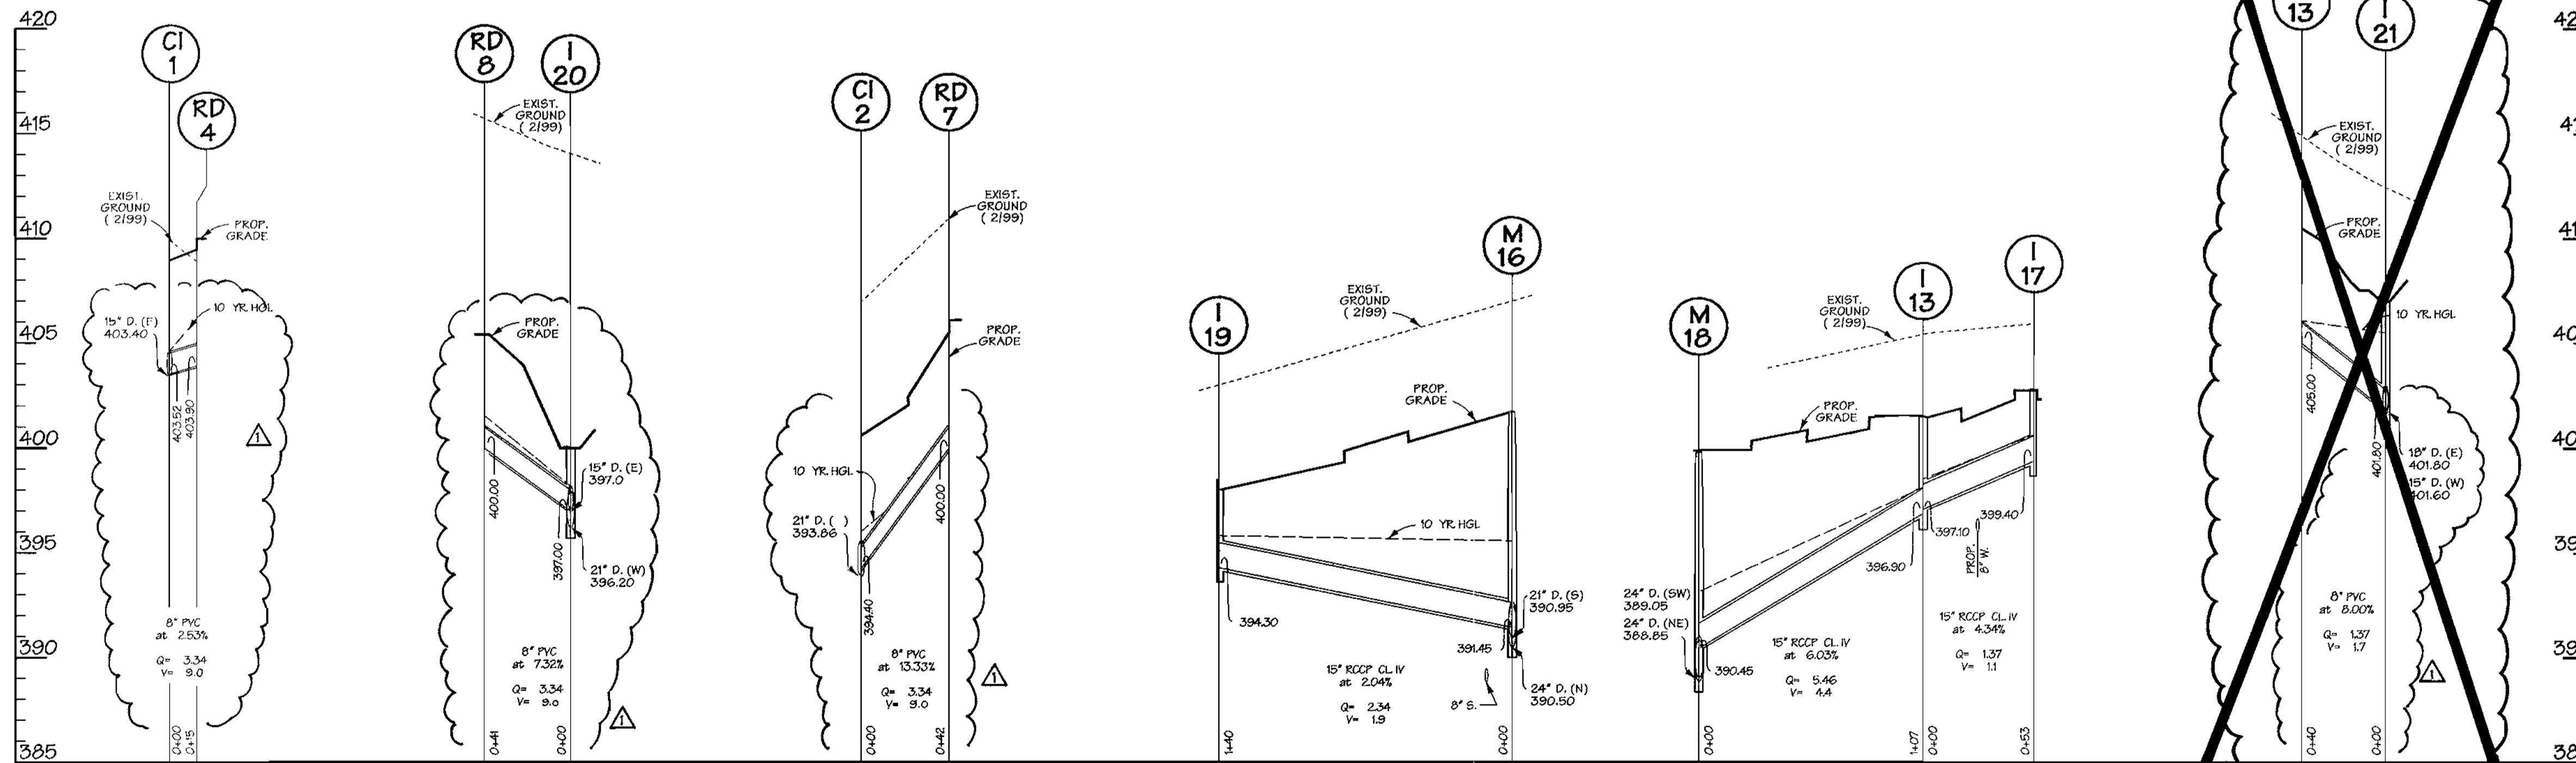 420
415
410
405
400
395
390
385
CI
1
RD
4
EXIST.
GROUND
( 2/99)
PROP.
GRADE
10 YR. HGL
15" D. (E)
403.40
403.52
403.90
1
8" PVC
at 2.53%
Q= 3.34
V= 9.0
0+00
0+15
RD
8
I
20
EXIST.
GROUND
( 2/99)
PROP.
GRADE
15" D. (E)
397.0
400.00
397.00
21" D. (W)
396.20
8" PVC
at 7.32%
Q= 3.34
V= 9.0
1
0+41
0+00
CI
2
RD
7
EXIST.
GROUND
( 2/99)
PROP.
GRADE
10 YR. HGL
21" D. ( )
393.86
394.40
400.00
8" PVC
at 13.33%
Q= 3.34
V= 9.0
1
0+00
0+42
I
19
M
16
EXIST.
GROUND
( 2/99)
PROP.
GRADE
10 YR. HGL
394.30
391.45
21" D. (S)
390.95
24" D. (N)
390.50
8" S.
15" RCCP CL. IV
at 2.04%
Q= 2.34
V= 1.9
1+40
0+00
M
18
I
13
I
17
EXIST.
GROUND
( 2/99)
PROP.
GRADE
24" D. (SW)
389.05
24" D. (NE)
388.85
390.45
396.90
397.10
399.40
PROP.
8" W.
15" RCCP CL. IV
at 6.03%
Q= 5.46
V= 4.4
15" RCCP CL. IV
at 4.34%
Q= 1.37
V= 1.1
0+00
1+07
0+00
0+53
13
I
21
EXIST.
GROUND
( 2/99)
PROP.
GRADE
10 YR. HGL
405.00
401.80
18" D. (E)
401.80
15" D. (W)
401.60
8" PVC
at 8.00%
Q= 1.37
V= 1.7
1
0+40
0+00
42
41
41
40
40
39
39
38